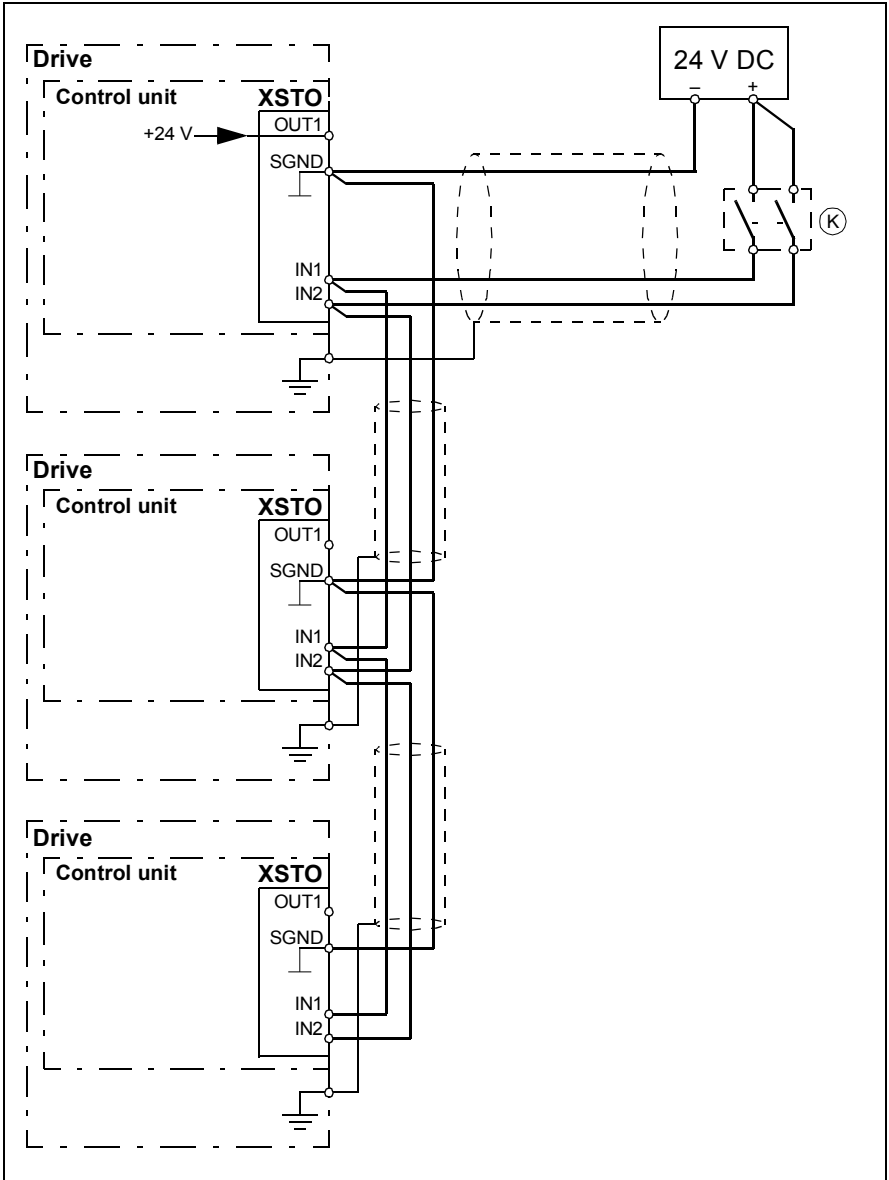 24 V DC
– +
Drive
Control unit
XSTO
OUT1
+24 V
SGND
K
IN1
IN2
Drive
Control unit
XSTO
OUT1
SGND
IN1
IN2
Drive
Control unit
XSTO
OUT1
SGND
IN1
IN2